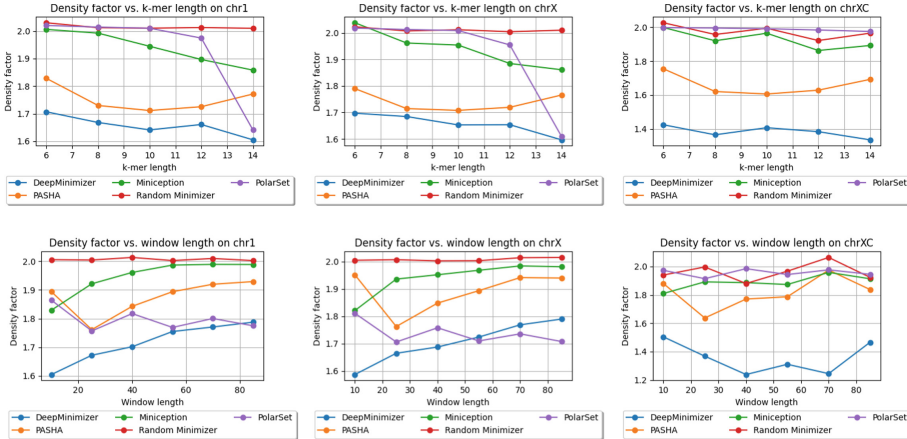 Density factor vs. k-mer length on chr1
Density factor
2.0
1.9
1.8
1.7
1.6
6 7 8 9 10 11 12 13 14
k-mer length
DeepMinimizer Miniception PolarSet
PASHA Random Minimizer
Density factor vs. k-mer length on chrX
Density factor
2.0
1.9
1.8
1.7
1.6
6 7 8 9 10 11 12 13 14
k-mer length
DeepMinimizer Miniception PolarSet
PASHA Random Minimizer
Density factor vs. k-mer length on chrXC
Density factor
2.0
1.8
1.6
1.4
6 7 8 9 10 11 12 13 14
k-mer length
DeepMinimizer Miniception PolarSet
PASHA Random Minimizer
Density factor vs. window length on chr1
Density factor
2.0
1.9
1.8
1.7
1.6
10 20 30 40 50 60 70 80
Window length
DeepMinimizer Miniception PolarSet
PASHA Random Minimizer
Density factor vs. window length on chrX
Density factor
2.0
1.9
1.8
1.7
1.6
10 20 30 40 50 60 70 80
Window length
DeepMinimizer Miniception PolarSet
PASHA Random Minimizer
Density factor vs. window length on chrXC
Density factor
2.0
1.8
1.6
1.4
1.2
10 20 30 40 50 60 70 80
Window length
DeepMinimizer Miniception PolarSet
PASHA Random Minimizer